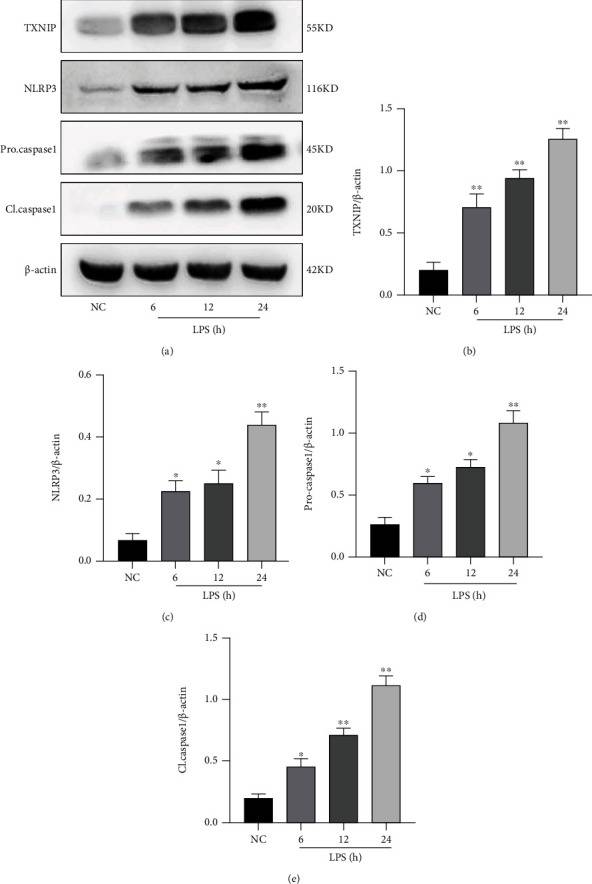 TXNIP 55KD
NLRP3 116KD
Pro.caspase1 45KD
Cl.caspase1 20KD
β-actin 42KD
NC 6 12 24
LPS (h)
(a)
TXNIP/β-actin
1.5
1.0
0.5
0.0
** ** **
NC 6 12 24
LPS (h)
(b)
NLRP3/β-actin
0.6
0.4
0.2
0.0
* * **
NC 6 12 24
LPS (h)
(c)
Pro-caspase1/β-actin
1.5
1.0
0.5
0.0
* * **
NC 6 12 24
LPS (h)
(d)
Cl.caspase1/β-actin
1.5
1.0
0.5
0.0
* ** **
NC 6 12 24
LPS (h)
(e)